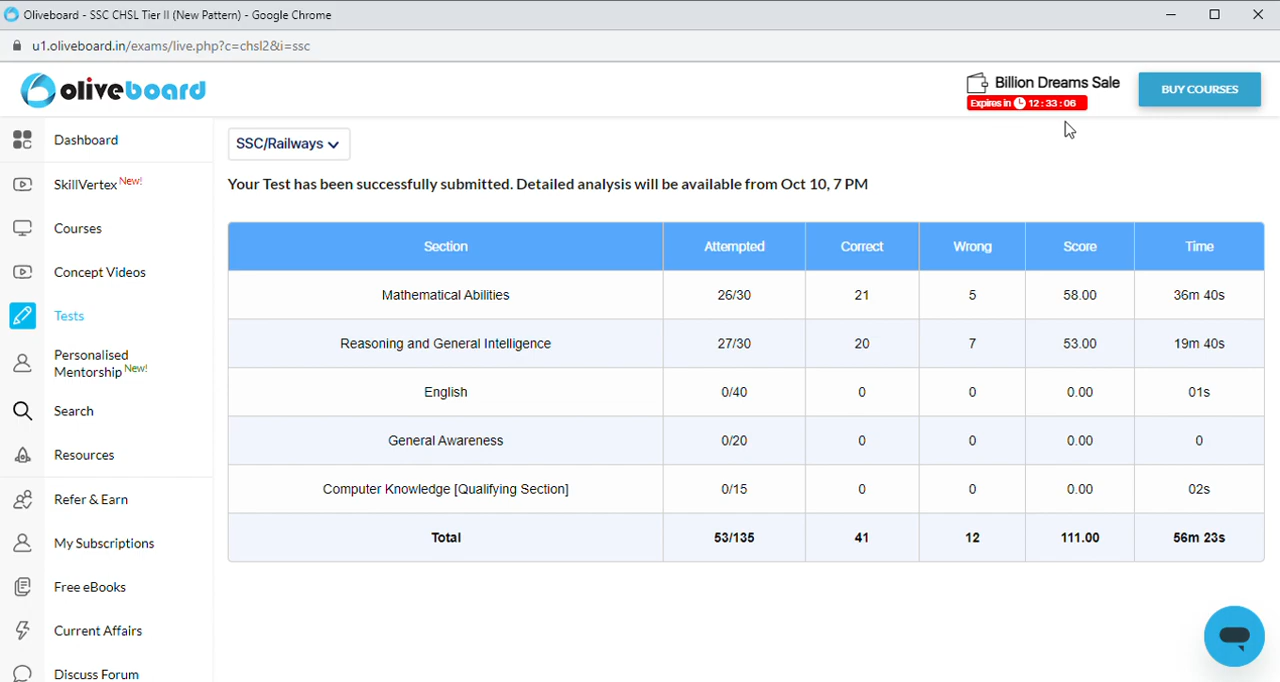 Oliveboard - SSC CHSL Tier II (New Pattern) - Google Chrome
u1.oliveboard.in/exams/live.php?c=chsl2&i=ssc
oliveboard
Billion Dreams Sale
Expires in 12 : 33 : 06
BUY COURSES
Dashboard
SkillVertex New!
Courses
Concept Videos
Tests
Personalised
Mentorship New!
Search
Resources
Refer & Earn
My Subscriptions
Free eBooks
Current Affairs
Discuss Forum
SSC/Railways
Your Test has been successfully submitted. Detailed analysis will be available from Oct 10, 7 PM
Section Attempted Correct Wrong Score Time
Mathematical Abilities 26/30 21 5 58.00 36m 40s
Reasoning and General Intelligence 27/30 20 7 53.00 19m 40s
English 0/40 0 0 0.00 01s
General Awareness 0/20 0 0 0.00 0
Computer Knowledge [Qualifying Section] 0/15 0 0 0.00 02s
Total 53/135 41 12 111.00 56m 23s